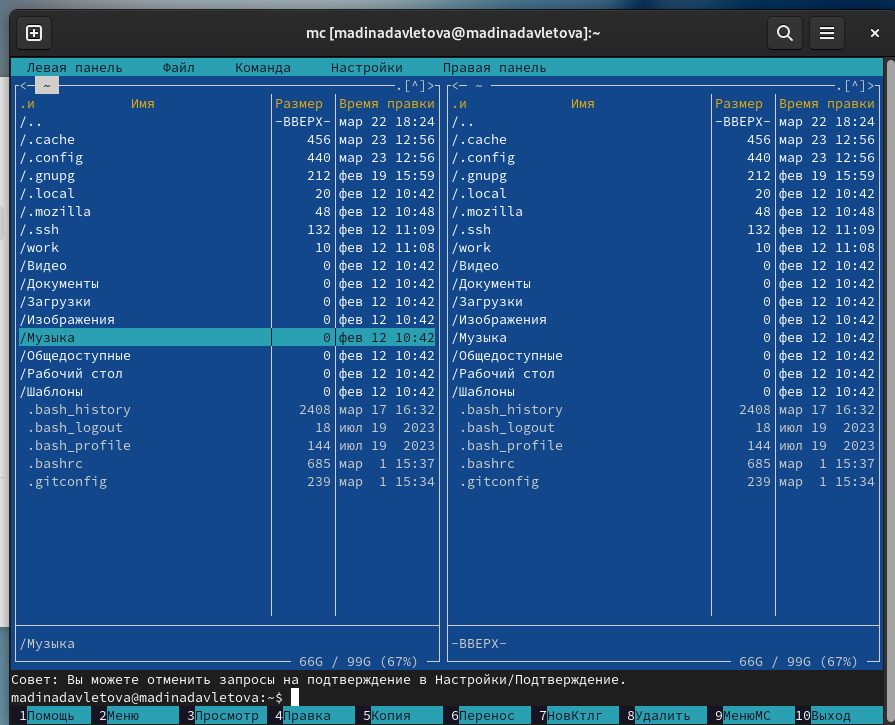 mc [madinadavletova@madinadavletova]:~
Левая панель Файл Команда Настройки Правая панель
<─ ~ .[^]> <─ ~ .[^]>
.и Имя Размер Время правки .и Имя Размер Время правки
/.. -ВВЕРХ- мар 22 18:24 /.. -ВВЕРХ- мар 22 18:24
/.cache 456 мар 23 12:56 /.cache 456 мар 23 12:56
/.config 440 мар 23 12:56 /.config 440 мар 23 12:56
/.gnupg 212 фев 19 15:59 /.gnupg 212 фев 19 15:59
/.local 20 фев 12 10:42 /.local 20 фев 12 10:42
/.mozilla 48 фев 12 10:48 /.mozilla 48 фев 12 10:48
/.ssh 132 фев 12 11:09 /.ssh 132 фев 12 11:09
/work 10 фев 12 11:08 /work 10 фев 12 11:08
/Видео 0 фев 12 10:42 /Видео 0 фев 12 10:42
/Документы 0 фев 12 10:42 /Документы 0 фев 12 10:42
/Загрузки 0 фев 12 10:42 /Загрузки 0 фев 12 10:42
/Изображения 0 фев 12 10:42 /Изображения 0 фев 12 10:42
/Музыка 0 фев 12 10:42 /Музыка 0 фев 12 10:42
/Общедоступные 0 фев 12 10:42 /Общедоступные 0 фев 12 10:42
/Рабочий стол 0 фев 12 10:42 /Рабочий стол 0 фев 12 10:42
/Шаблоны 0 фев 12 10:42 /Шаблоны 0 фев 12 10:42
.bash_history 2408 мар 17 16:32 .bash_history 2408 мар 17 16:32
.bash_logout 18 июл 19 2023 .bash_logout 18 июл 19 2023
.bash_profile 144 июл 19 2023 .bash_profile 144 июл 19 2023
.bashrc 685 мар 1 15:37 .bashrc 685 мар 1 15:37
.gitconfig 239 мар 1 15:34 .gitconfig 239 мар 1 15:34
/Музыка -ВВЕРХ-
66G / 99G (67%) 66G / 99G (67%)
Совет: Вы можете отменить запросы на подтверждение в Настройки/Подтверждение.
madinadavletova@madinadavletova:~$
1Помощь 2Меню 3Просмотр 4Правка 5Копия 6Перенос 7НовКтлг 8Удалить 9МенюМС 10Выход